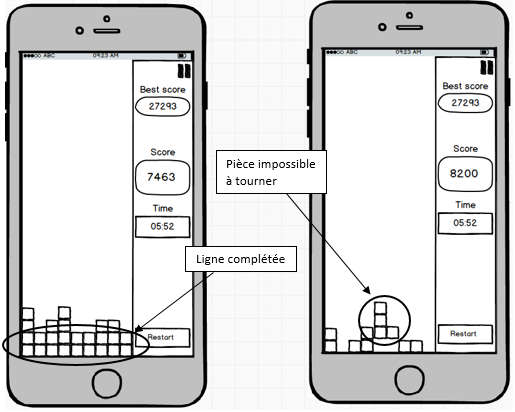 ABC 09:23 AM
Best score
27293
Score
7463
Time
05:52
Restart
Ligne complétée
Pièce impossible
à tourner
ABC 09:23 AM
Best score
27293
Score
8200
Time
05:52
Restart